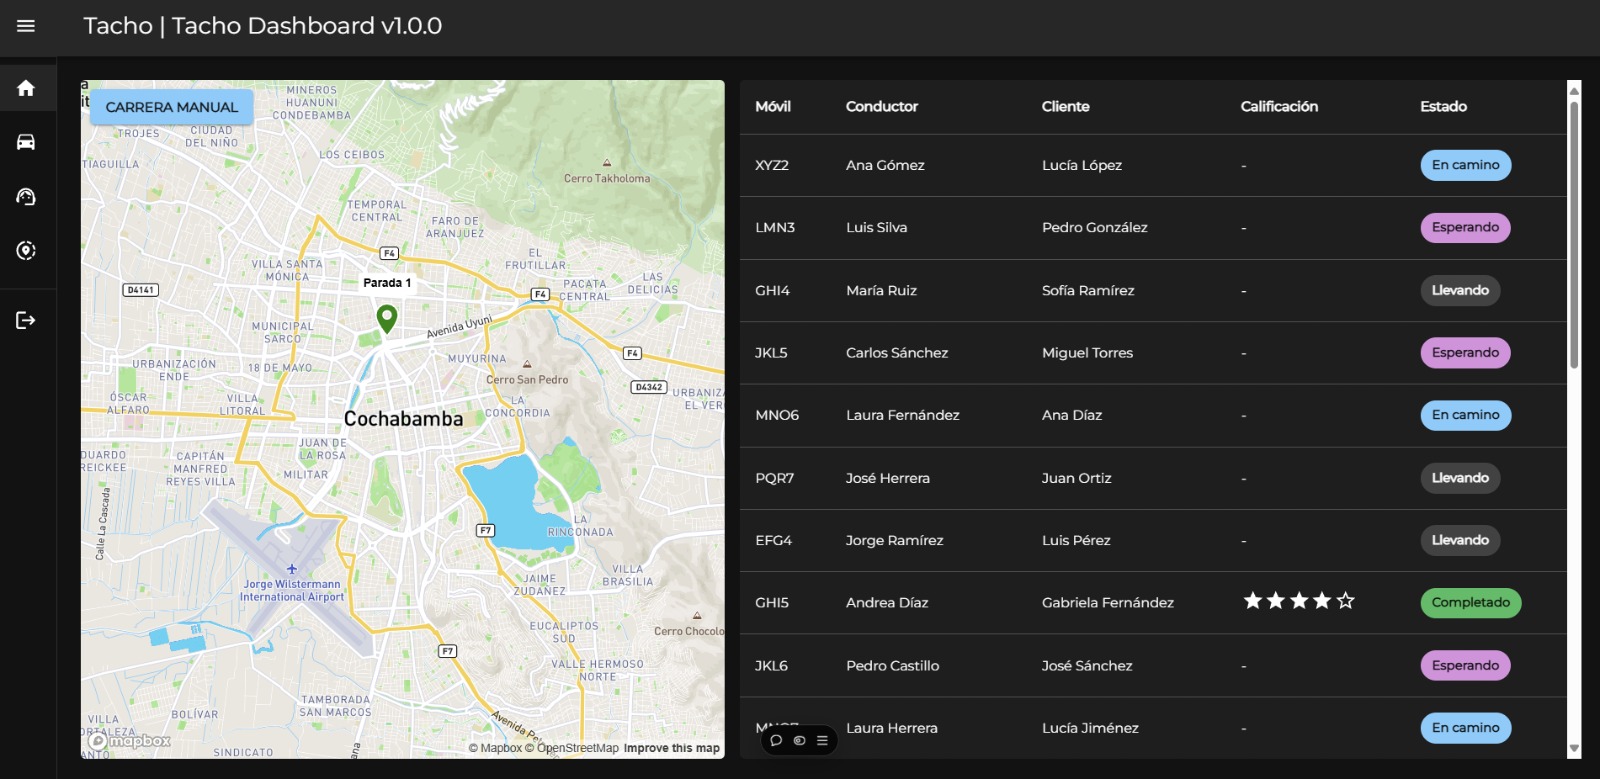 Tacho | Tacho Dashboard v1.0.0
CARRERA MANUAL
MINEROS
HUANUNI
CONDEBAMBA
TROJES
CIUDAD
DEL NIÑO
TIAGUILLA
LOS CEIBOS
Cerro Takholoma
TEMPORAL
CENTRAL
FARO DE
ARANJUEZ
F4
EL
FRUTILLAR
VILLA SANTA
MÓNICA
LAS
DELICIAS
PACATA
CENTRAL
D4141
Parada 1
F4
Avenida Uyuni
MUNICIPAL
SARCO
F4
MUYURINA
URBANIZACIÓN
ENDE
18 DE MAYO
Cerro San Pedro
D4342
URBANIZA
EL VER
ÓSCAR
ALFARO
VILLA
LITORAL
LA
CONCORDIA
Cochabamba
JUAN DE
LA ROSA
DUARDO
REICKEE
CAPITÁN
MANFRED
REYES VILLA
MILITAR
Calle La Cascada
F7
LA
RINCONADA
Jorge Wilstermann
International Airport
JAIME
ZUDAÑEZ
VILLA
BRASILIA
EUCALIPTOS
SUD
Cerro Chocolo
F7
VALLE HERMOSO
NORTE
TAMBORADA
SAN MARCOS
VILLA
BOLÍVAR
SINDICATO
mapbox
© Mapbox © OpenStreetMap Improve this map
Móvil Conductor Cliente Calificación Estado
XYZ2 Ana Gómez Lucía López - En camino
LMN3 Luis Silva Pedro González - Esperando
GHI4 María Ruiz Sofía Ramírez - Llevando
JKL5 Carlos Sánchez Miguel Torres - Esperando
MNO6 Laura Fernández Ana Díaz - En camino
PQR7 José Herrera Juan Ortiz - Llevando
EFG4 Jorge Ramírez Luis Pérez - Llevando
GHI5 Andrea Díaz Gabriela Fernández Completado
JKL6 Pedro Castillo José Sánchez - Esperando
Laura Herrera Lucía Jiménez - En camino